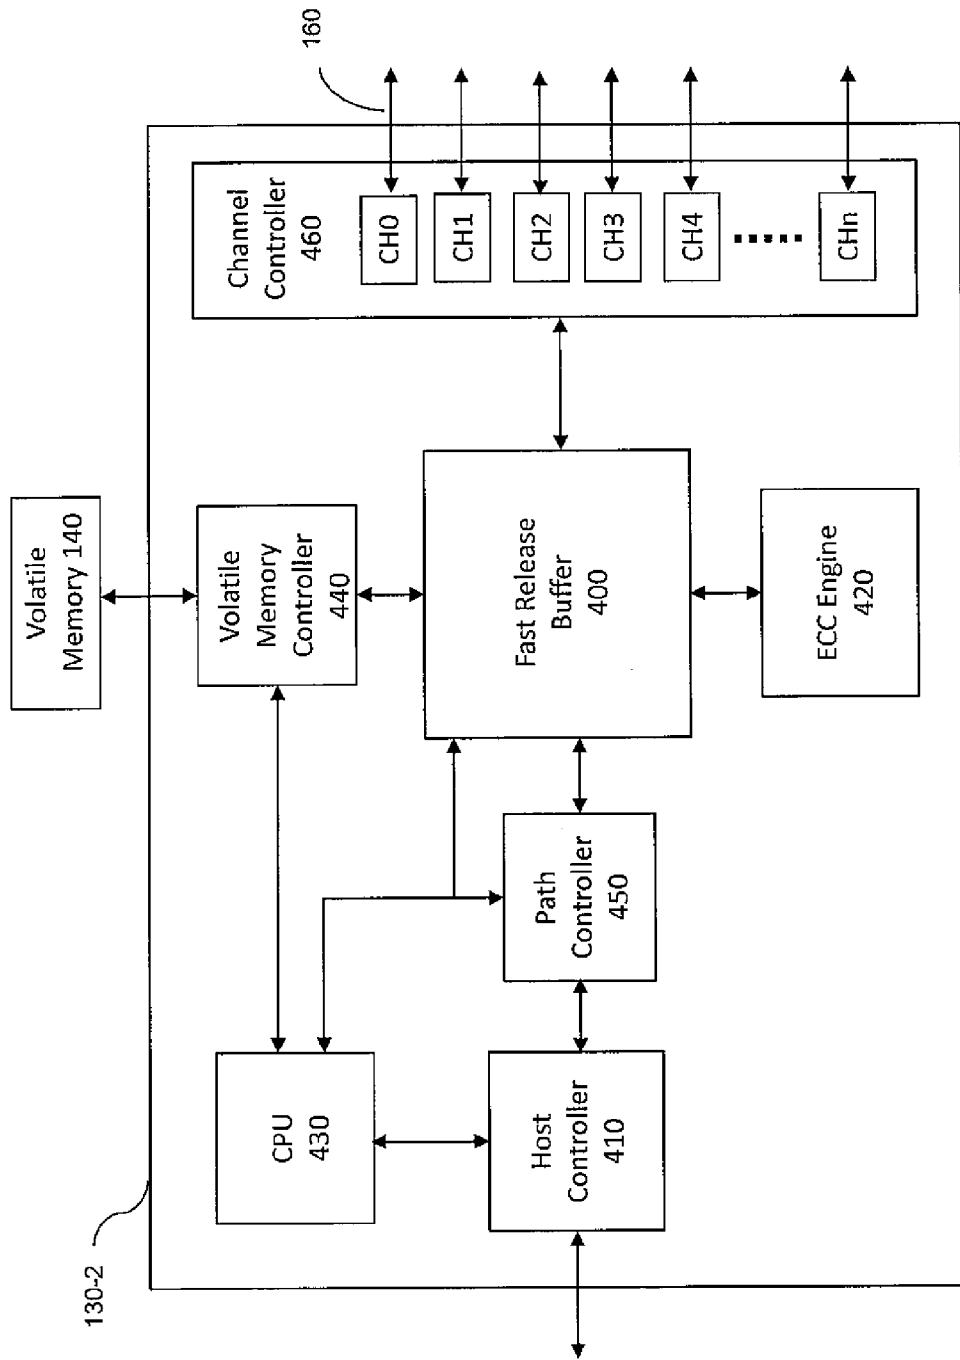 130-2
Volatile
Memory 140
CPU
430
Volatile
Memory
Controller
440
Host
Controller
410
Path
Controller
450
Fast Release
Buffer
400
ECC Engine
420
Channel
Controller
460
CH0
CH1
CH2
CH3
CH4
CHn
160